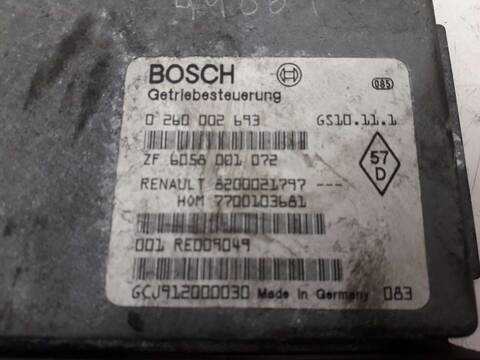 BOSCH
Getriebesteuerung
085
0 260 002 693 GS10.11.1
ZF 6058 001 072
57
D
RENAULT 8200021797 ---
HOM 7700103681
001 RE009049
GCJ912000030 Made in Germany 083